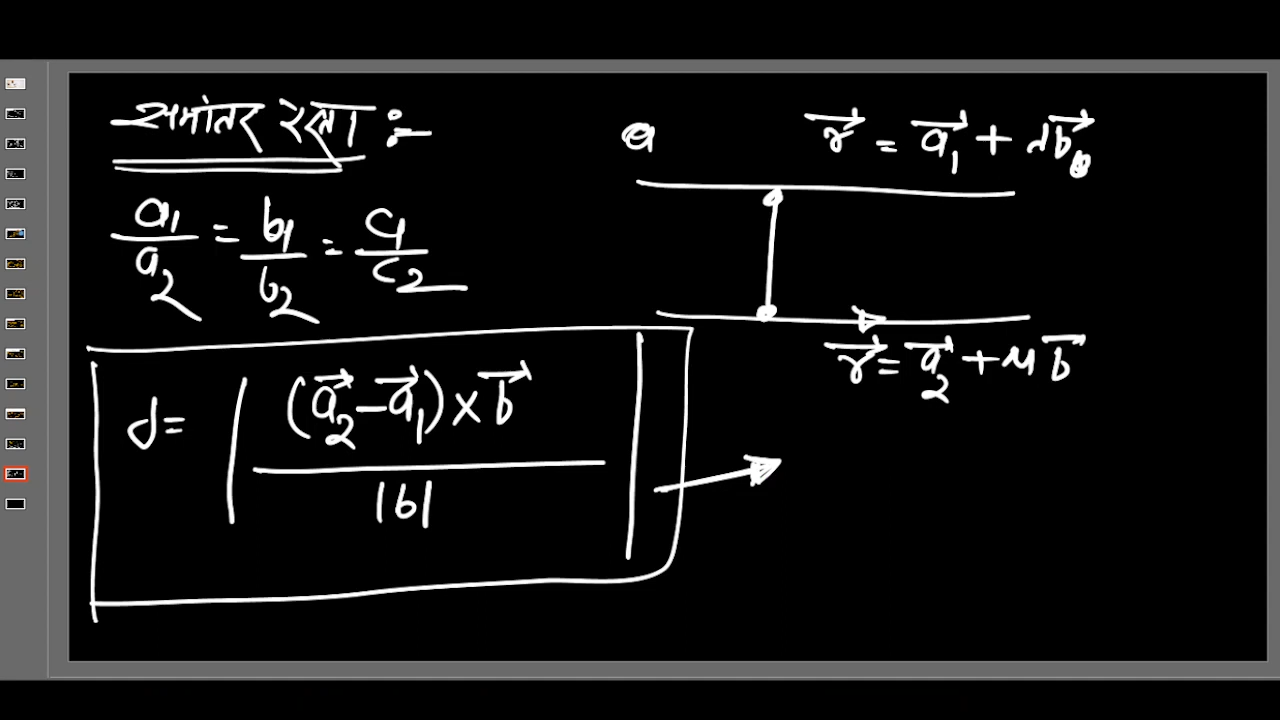 समांतर रेखा :-
a₁/a₂ = b₁/b₂ = c₁/c₂
d = | (a⃗₂ - a⃗₁) × b⃗ / |b| |
a
r⃗ = a⃗₁ + λb⃗
r⃗ = a⃗₂ + μb⃗